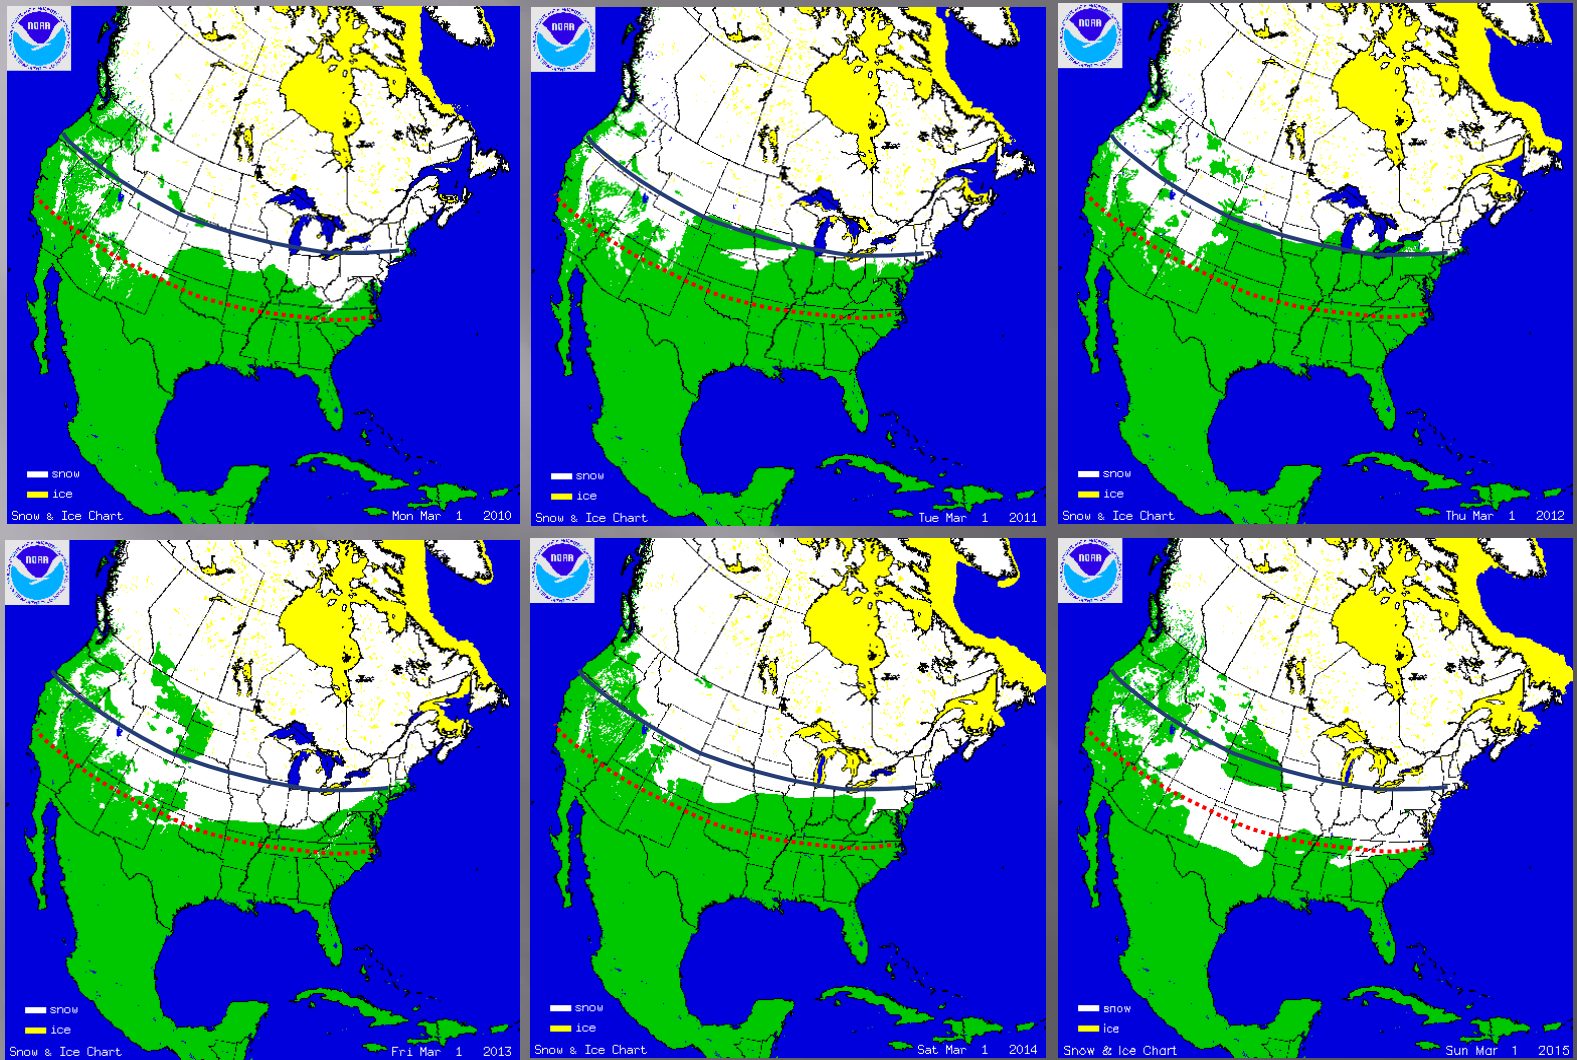 NOAA
snow
ice
Snow & Ice Chart Mon Mar 1 2010
NOAA
snow
ice
Snow & Ice Chart Tue Mar 1 2011
NOAA
snow
ice
Snow & Ice Chart Thu Mar 1 2012
NOAA
snow
ice
Snow & Ice Chart Fri Mar 1 2013
NOAA
snow
ice
Snow & Ice Chart Sat Mar 1 2014
NOAA
snow
ice
Snow & Ice Chart Sun Mar 1 2015